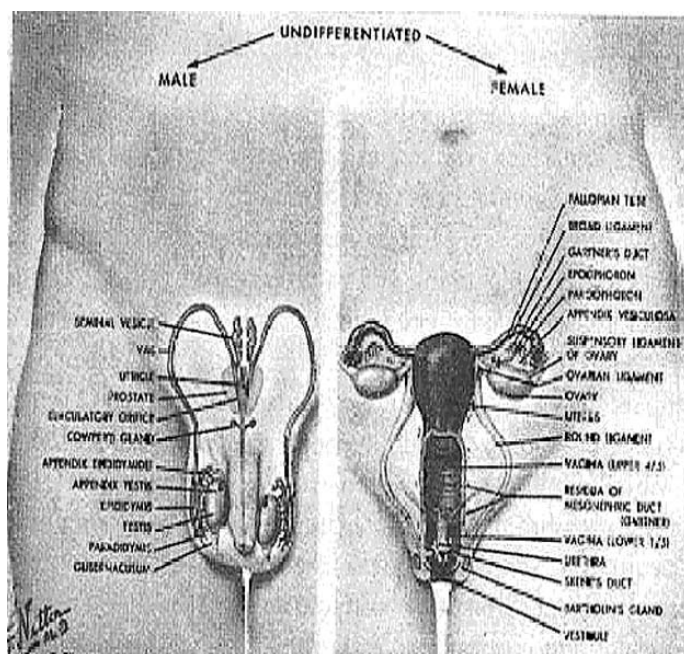 UNDIFFERENTIATED
MALE
FEMALE
SEMINAL VESICLE
VAS
UTRICLE
PROSTATE
EJACULATORY ORIFICE
COWPER'S GLAND
APPENDIX EPIDIDYMIDIS
APPENDIX TESTIS
EPIDIDYMIS
TESTIS
PARADIDYMIS
GUBERNACULUM
FALLOPIAN TUBE
BROAD LIGAMENT
GARTNER'S DUCT
EPOOPHORON
PAROOPHORON
APPENDIX VESICULOSA
SUSPENSORY LIGAMENT
OF OVARY
OVARIAN LIGAMENT
OVARY
UTERUS
ROUND LIGAMENT
VAGINA (UPPER 4/5)
RESIDUA OF
MESONEPHRIC DUCT
(GARTNER)
VAGINA (LOWER 1/5)
URETHRA
SKENE'S DUCT
BARTHOLIN'S GLAND
VESTIBULE
Netter
M.D.